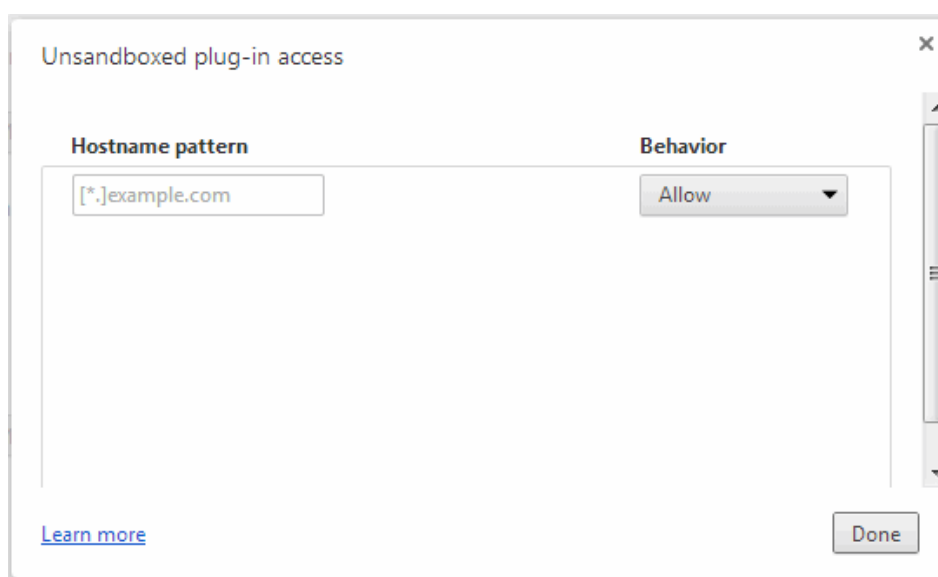 Unsandboxed plug-in access
Hostname pattern Behavior
[*.]example.com Allow
Learn more Done